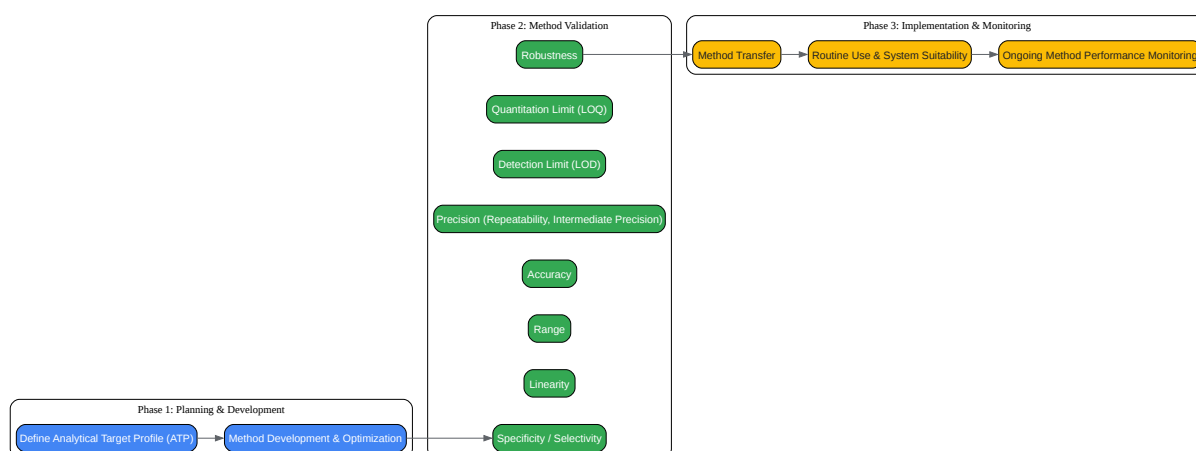 Phase 2: Method Validation
Robustness
Quantitation Limit (LOQ)
Detection Limit (LOD)
Precision (Repeatability, Intermediate Precision)
Accuracy
Range
Linearity
Specificity / Selectivity
Phase 3: Implementation & Monitoring
Method Transfer
Routine Use & System Suitability
Ongoing Method Performance Monitoring
Phase 1: Planning & Development
Define Analytical Target Profile (ATP)
Method Development & Optimization